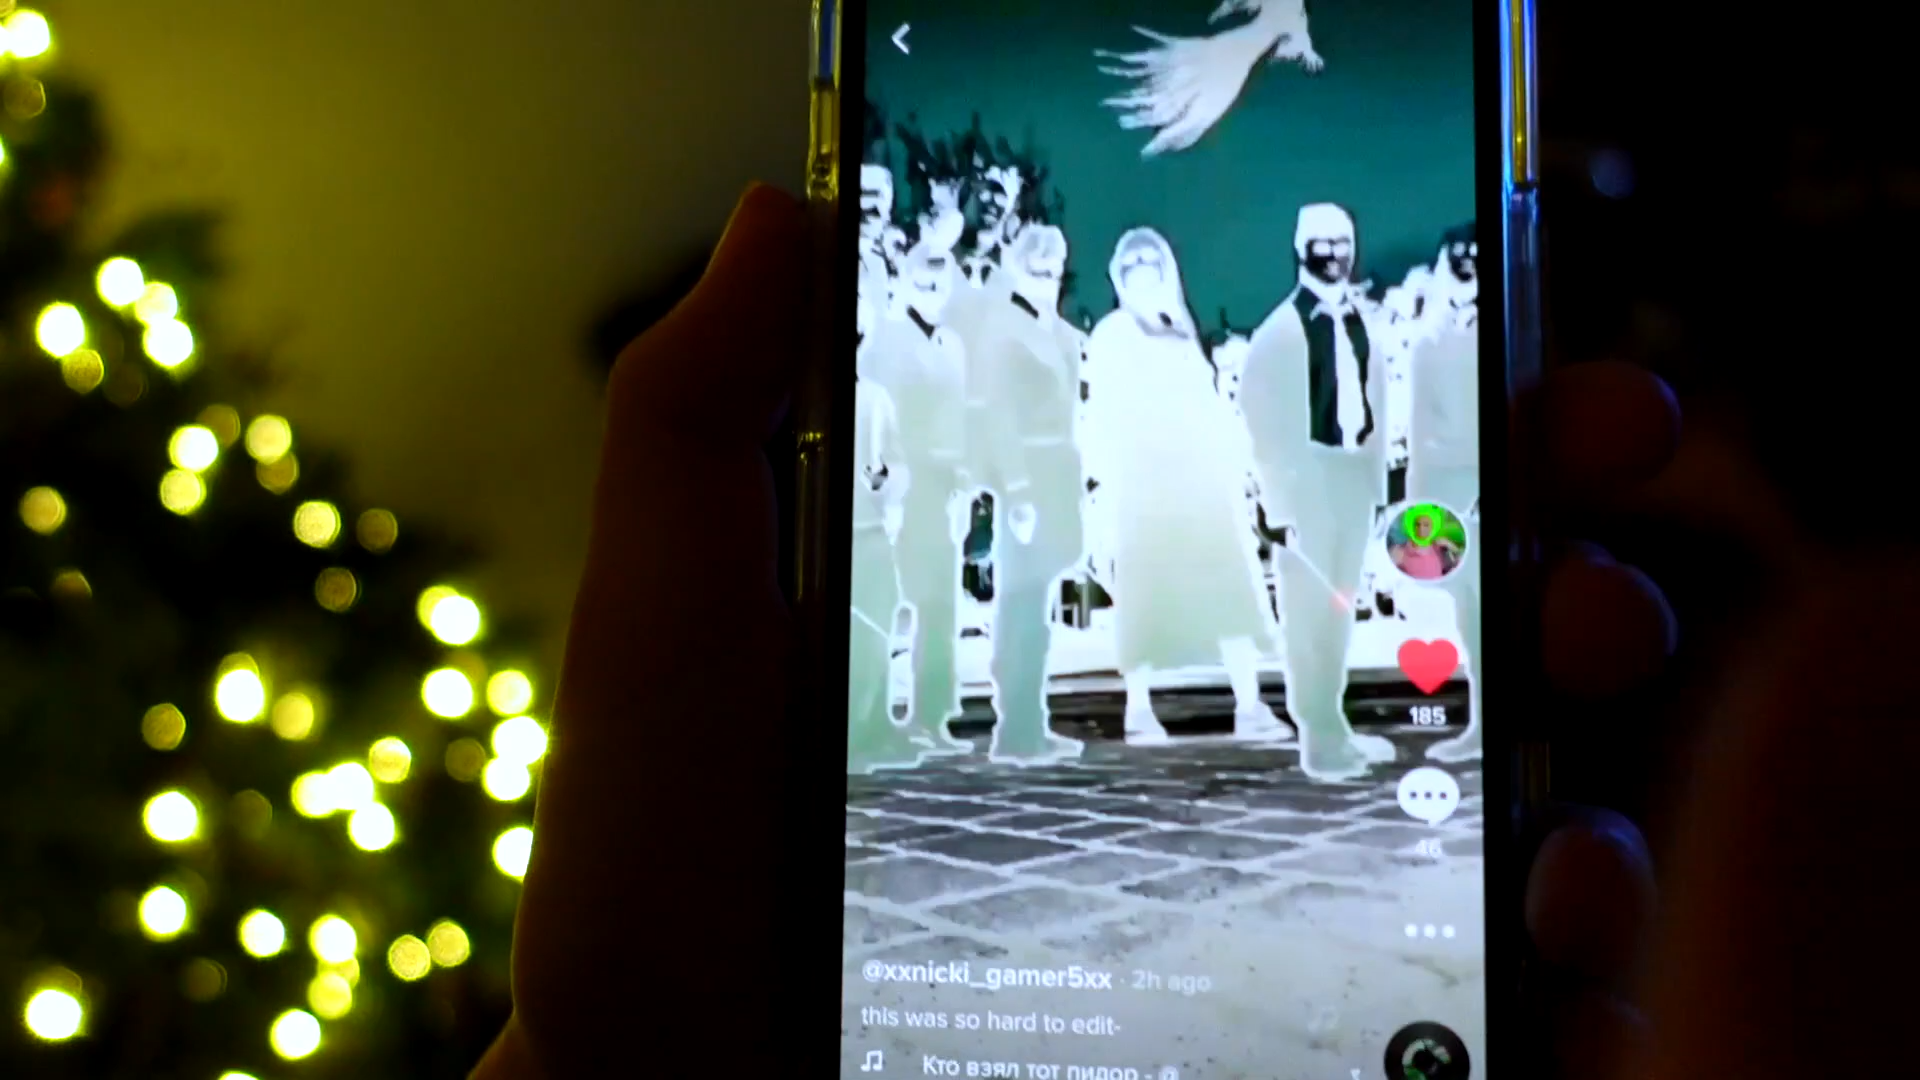 185
46
@xxnicki_gamer5xx · 2h ago
this was so hard to edit-
Кто взял тот пидор - @